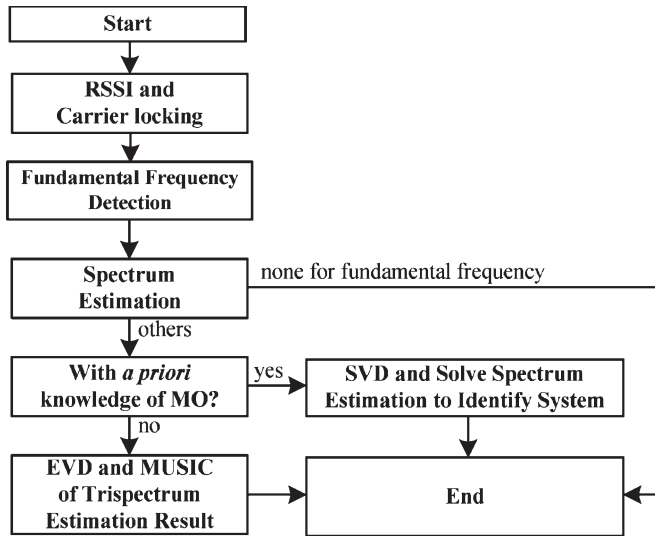 Start
RSSI and
Carrier locking
Fundamental Frequency
Detection
Spectrum
Estimation
none for fundamental frequency
others
With a priori
knowledge of MO?
yes
SVD and Solve Spectrum
Estimation to Identify System
no
EVD and MUSIC
of Trispectrum
Estimation Result
End